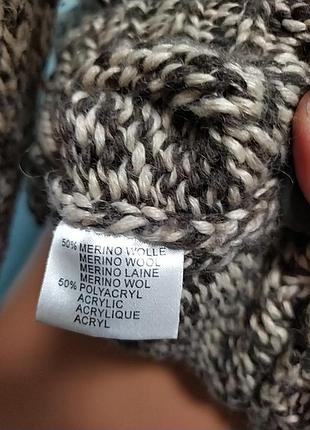 50% MERINO WOLLE
MERINO WOOL
MERINO LAINE
MERINO WOL
50% POLYACRYL
ACRYLIC
ACRYLIQUE
ACRYL